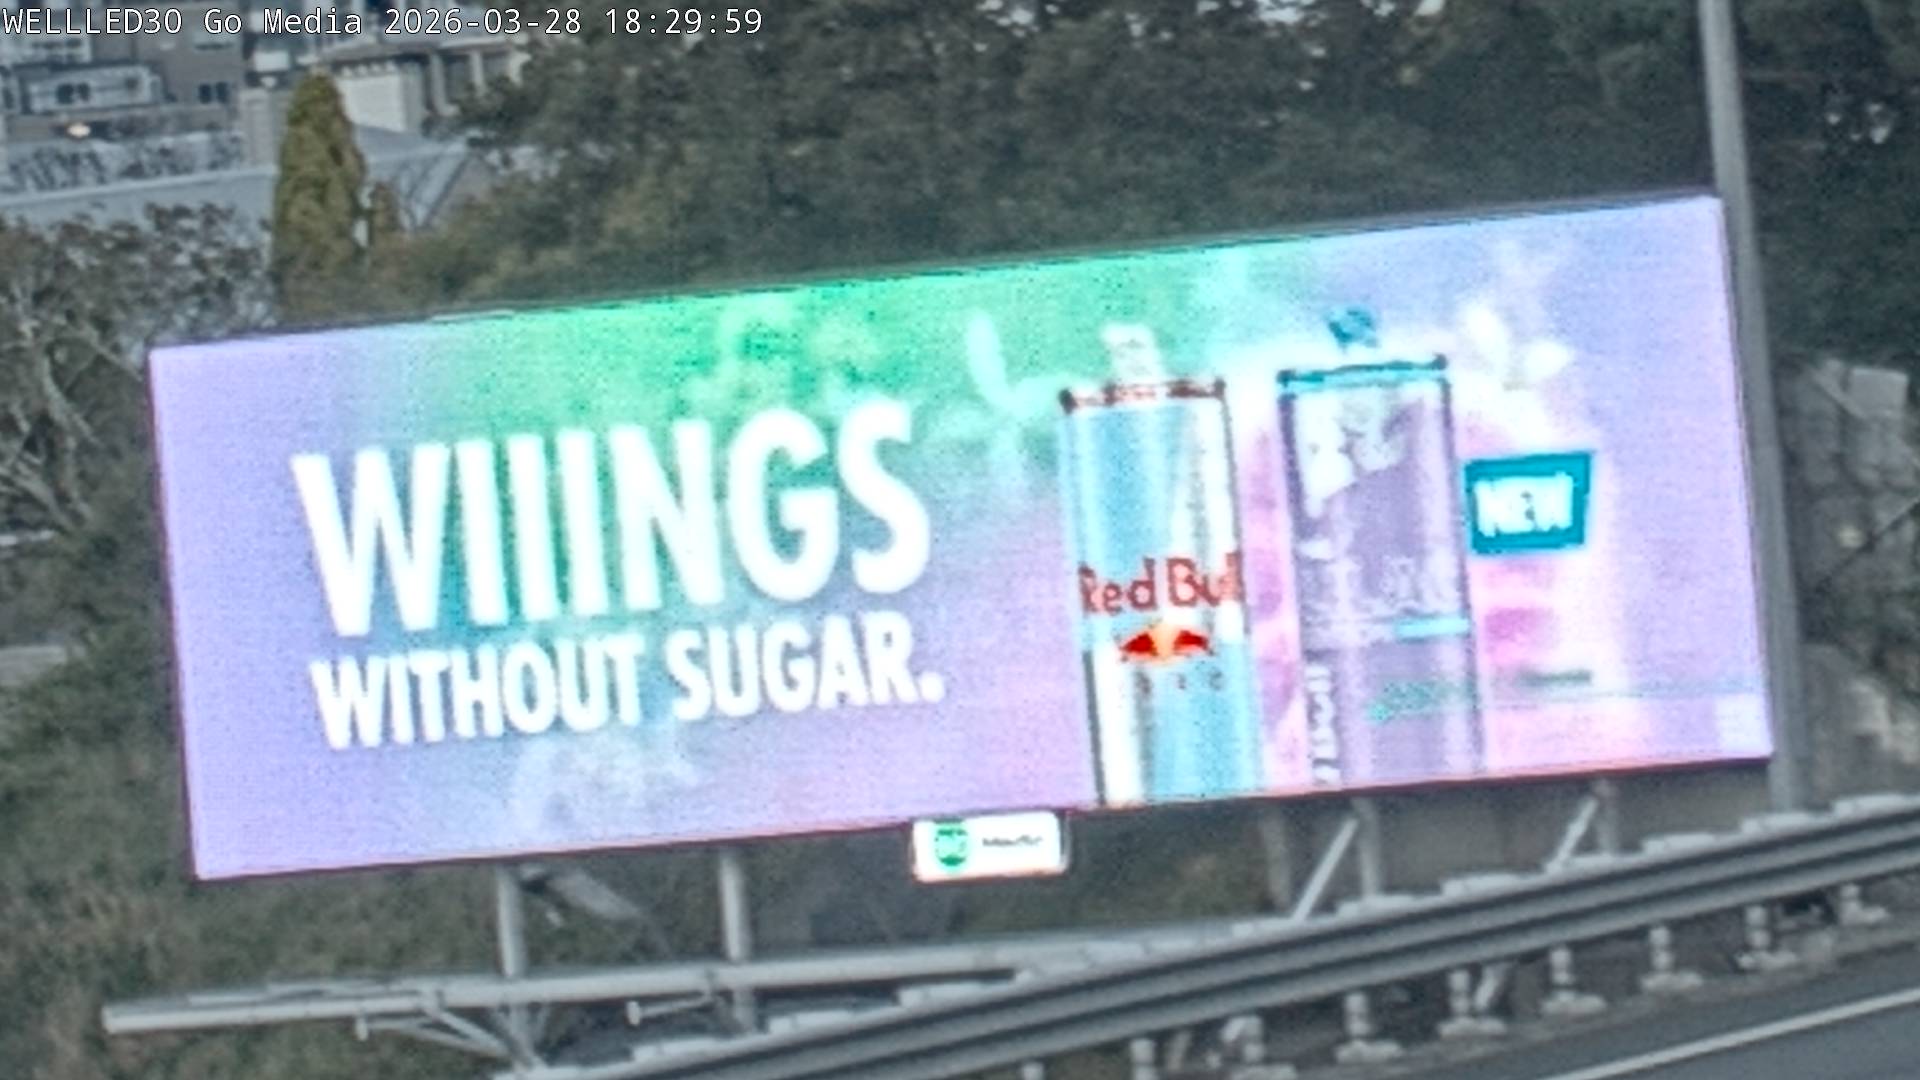 WELLLED30 Go Media 2026-03-28 18:29:59
WIIINGS
WITHOUT SUGAR.
Red Bull
NEW